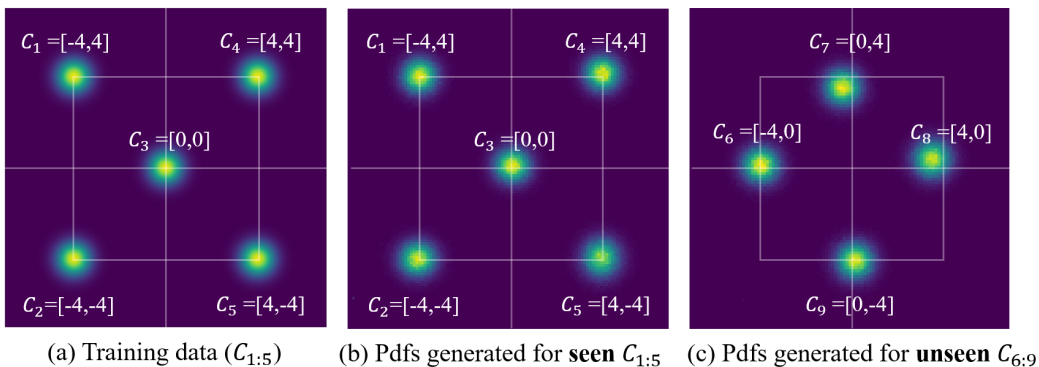 C₁ =[-4,4]
C₄ =[4,4]
C₃ =[0,0]
C₂=[-4,-4]
C₅ =[4,-4]
(a) Training data (C₁:₅)
C₁ =[-4,4]
C₄ =[4,4]
C₃ =[0,0]
C₂=[-4,-4]
C₅ =[4,-4]
(b) Pdfs generated for seen C₁:₅
C₇ =[0,4]
C₆ =[-4,0]
C₈ =[4,0]
C₉ =[0,-4]
(c) Pdfs generated for unseen C₆:₉